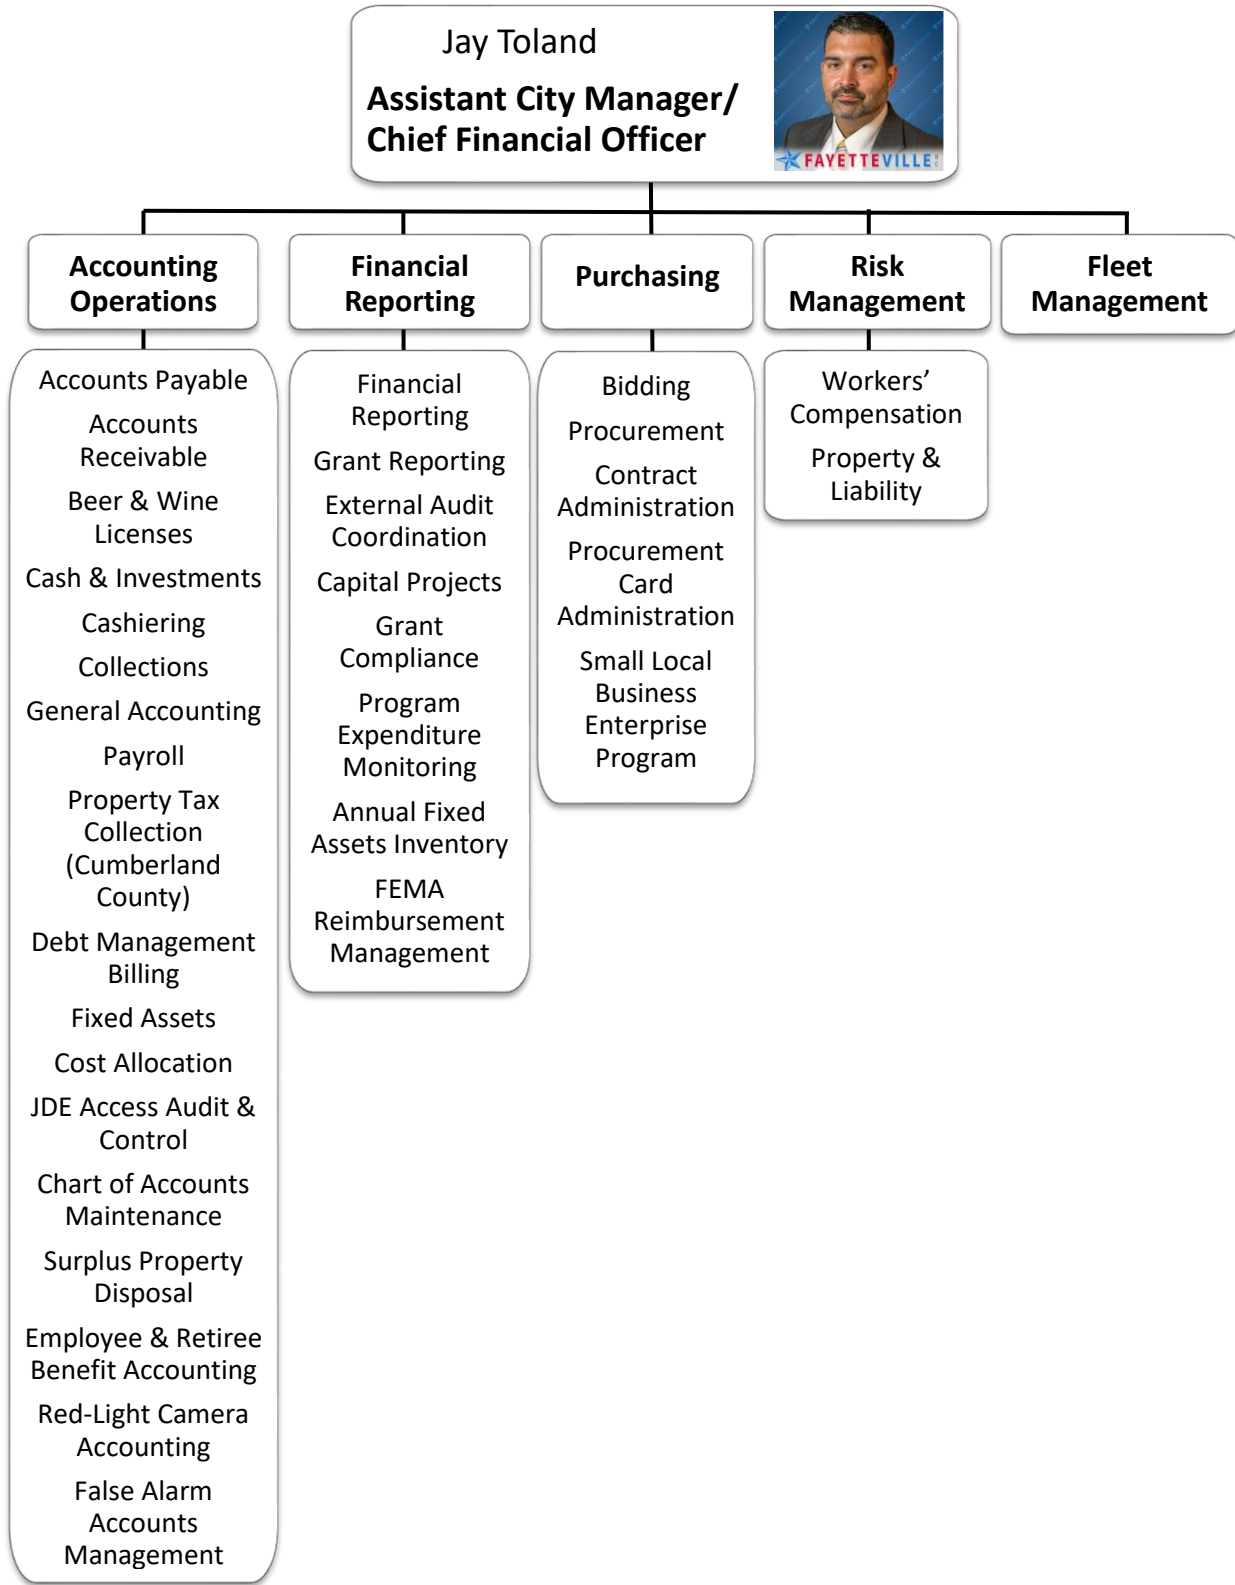 Jay Toland
Assistant City Manager/
Chief Financial Officer
FAYETTEVILLE
Accounting
Operations
Accounts Payable
Accounts
Receivable
Beer & Wine
Licenses
Cash & Investments
Cashiering
Collections
General Accounting
Payroll
Property Tax
Collection
(Cumberland
County)
Debt Management
Billing
Fixed Assets
Cost Allocation
JDE Access Audit &
Control
Chart of Accounts
Maintenance
Surplus Property
Disposal
Employee & Retiree
Benefit Accounting
Red-Light Camera
Accounting
False Alarm
Accounts
Management
Financial
Reporting
Financial
Reporting
Grant Reporting
External Audit
Coordination
Capital Projects
Grant
Compliance
Program
Expenditure
Monitoring
Annual Fixed
Assets Inventory
FEMA
Reimbursement
Management
Purchasing
Bidding
Procurement
Contract
Administration
Procurement
Card
Administration
Small Local
Business
Enterprise
Program
Risk
Management
Workers’
Compensation
Property &
Liability
Fleet
Management